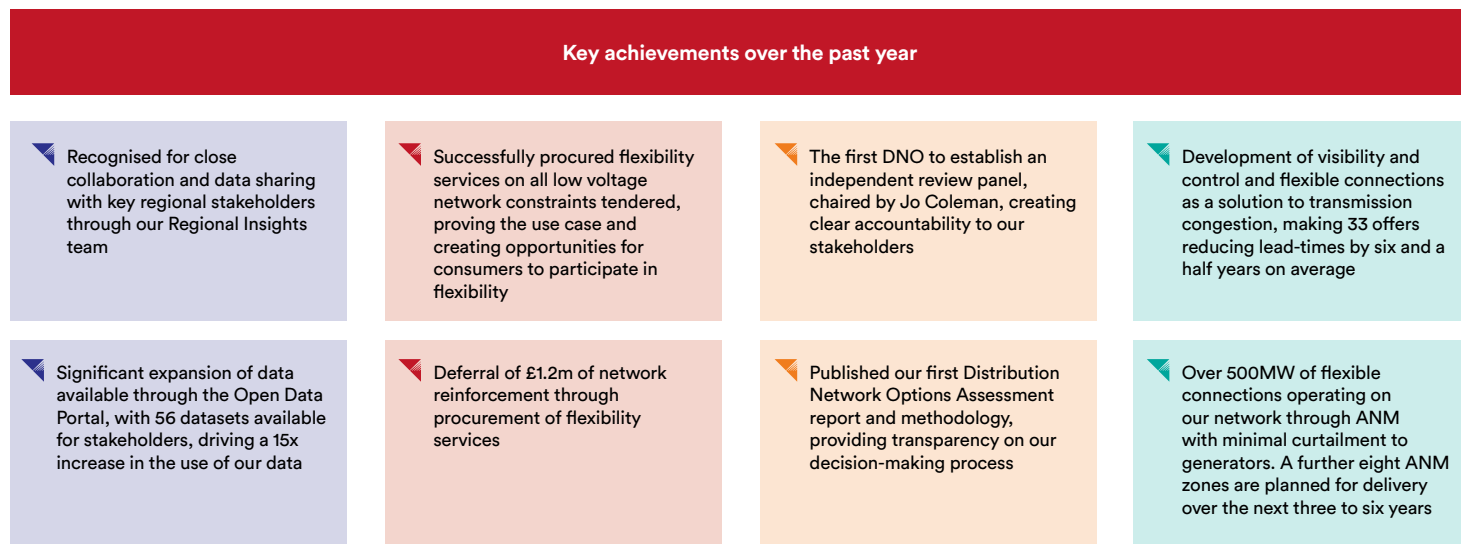 Key achievements over the past year
Recognised for close
collaboration and data sharing
with key regional stakeholders
through our Regional Insights
team
Successfully procured flexibility
services on all low voltage
network constraints tendered,
proving the use case and
creating opportunities for
consumers to participate in
flexibility
The first DNO to establish an
independent review panel,
chaired by Jo Coleman, creating
clear accountability to our
stakeholders
Development of visibility and
control and flexible connections
as a solution to transmission
congestion, making 33 offers
reducing lead-times by six and a
half years on average
Significant expansion of data
available through the Open Data
Portal, with 56 datasets available
for stakeholders, driving a 15x
increase in the use of our data
Deferral of £1.2m of network
reinforcement through
procurement of flexibility
services
Published our first Distribution
Network Options Assessment
report and methodology,
providing transparency on our
decision-making process
Over 500MW of flexible
connections operating on
our network through ANM
with minimal curtailment to
generators. A further eight ANM
zones are planned for delivery
over the next three to six years